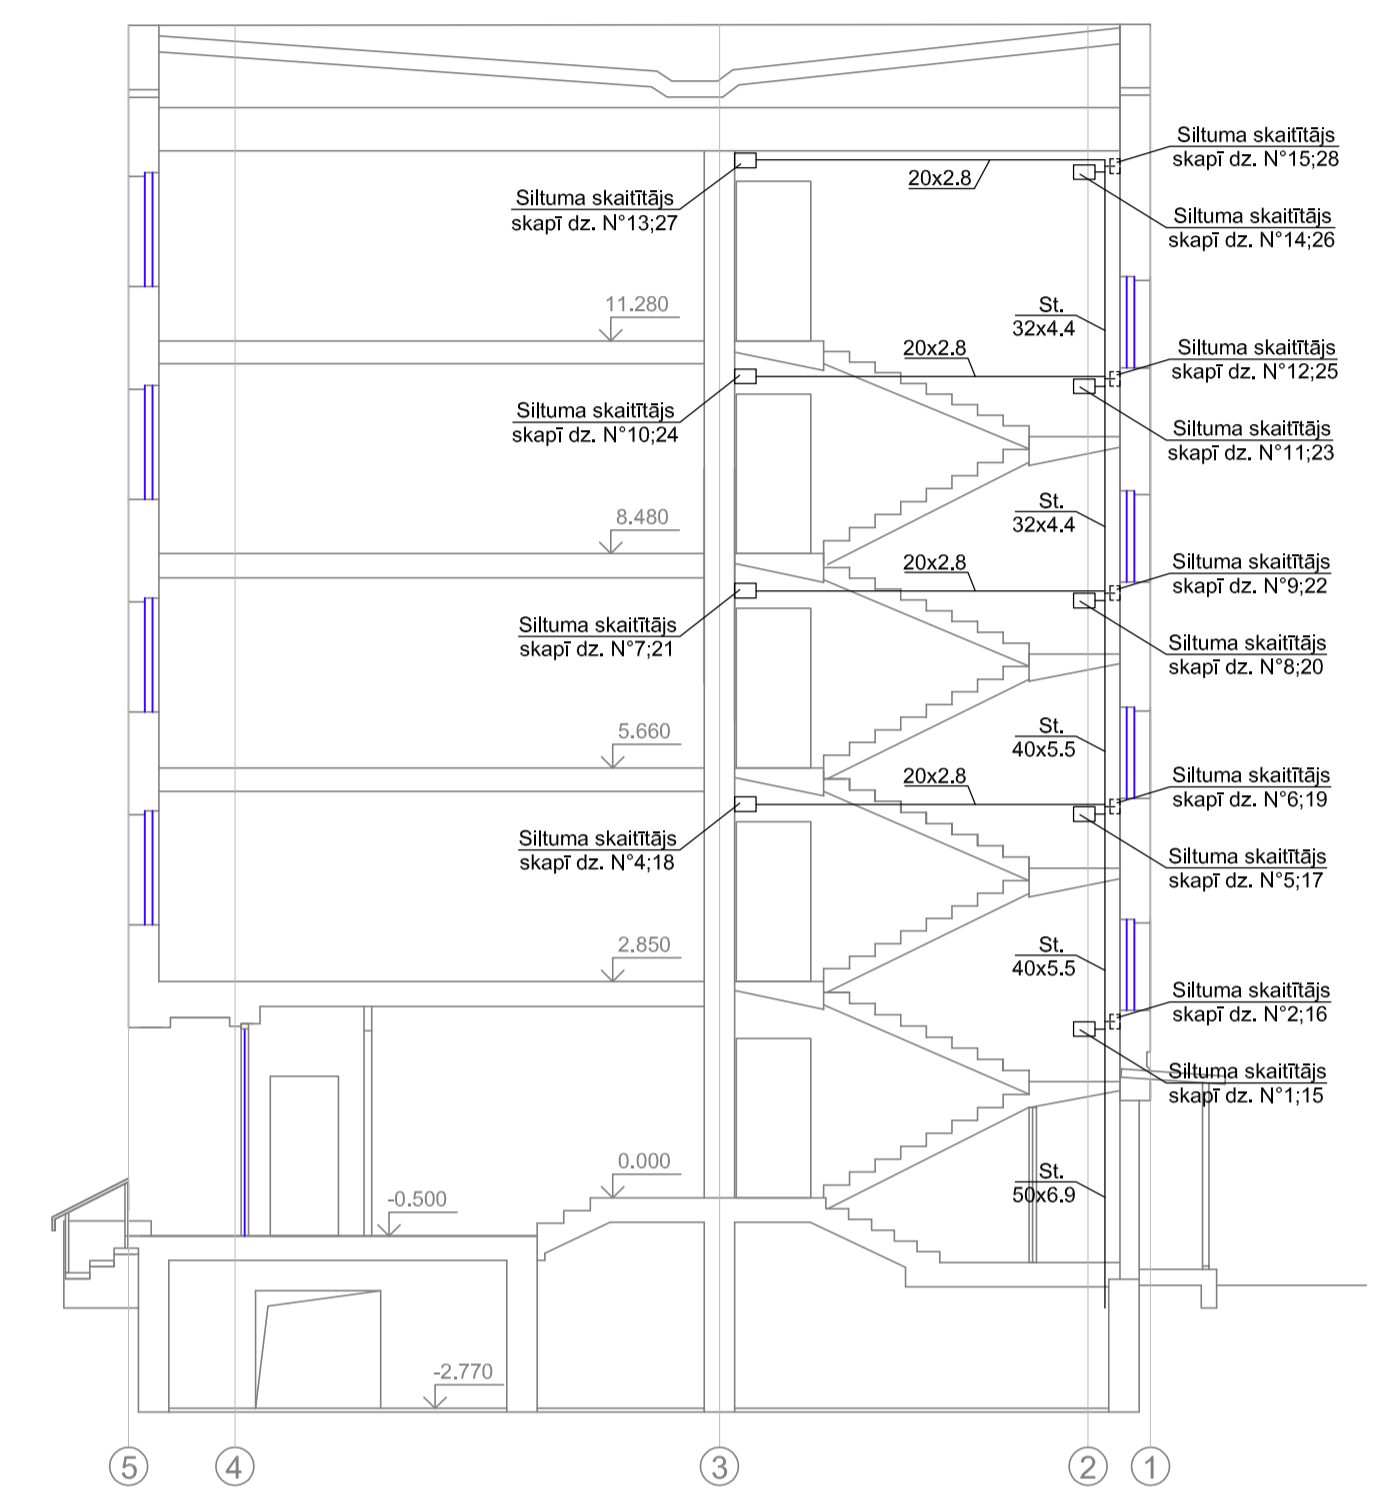 Siltuma skaitītājs
skapī dz. N°15;28
20x2.8
Siltuma skaitītājs
skapī dz. N°13;27
Siltuma skaitītājs
skapī dz. N°14;26
11.280
St.
32x4.4
20x2.8
Siltuma skaitītājs
skapī dz. N°12;25
Siltuma skaitītājs
skapī dz. N°10;24
Siltuma skaitītājs
skapī dz. N°11;23
8.480
St.
32x4.4
20x2.8
Siltuma skaitītājs
skapī dz. N°9;22
Siltuma skaitītājs
skapī dz. N°7;21
Siltuma skaitītājs
skapī dz. N°8;20
5.660
St.
40x5.5
20x2.8
Siltuma skaitītājs
skapī dz. N°6;19
Siltuma skaitītājs
skapī dz. N°4;18
Siltuma skaitītājs
skapī dz. N°5;17
2.850
St.
40x5.5
Siltuma skaitītājs
skapī dz. N°2;16
Siltuma skaitītājs
skapī dz. N°1;15
0.000
St.
50x6.9
-0.500
-2.770
5 4 3 2 1